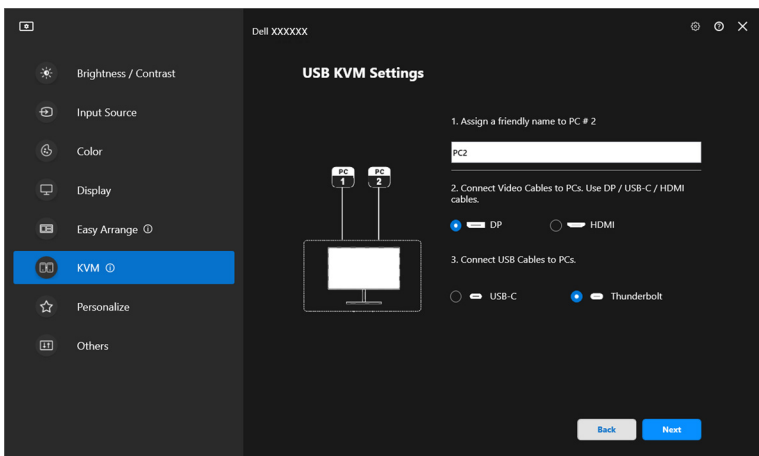 Dell XXXXXX
Brightness / Contrast
Input Source
Color
Display
Easy Arrange
KVM
Personalize
Others
USB KVM Settings
PC
1
PC
2
1. Assign a friendly name to PC # 2
PC2
2. Connect Video Cables to PCs. Use DP / USB-C / HDMI
cables.
DP
HDMI
3. Connect USB Cables to PCs.
USB-C
Thunderbolt
Back
Next